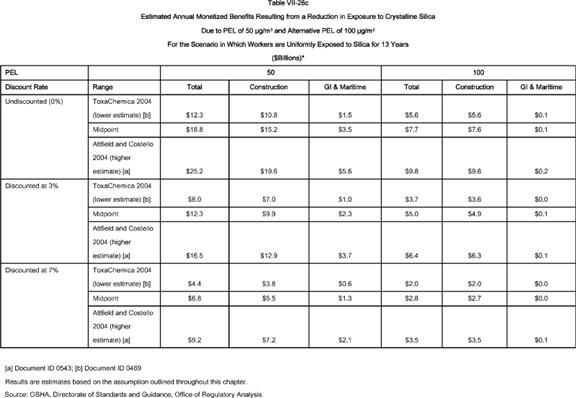 Table VII-28c
Estimated Annual Monetized Benefits Resulting from a Reduction in Exposure to Crystalline Silica
Due to PEL of 50 μg/m³ and Alternative PEL of 100 μg/m³
For the Scenario in Which Workers are Uniformly Exposed to Silica for 13 Years
($Billions)*
PEL 50 100
Discount Rate Range Total Construction GI & Maritime Total Construction GI & Maritime
Undiscounted (0%) ToxaChemica 2004
(lower estimate) [b] $12.3 $10.8 $1.5 $5.6 $5.6 $0.1
Midpoint $18.8 $15.2 $3.5 $7.7 $7.6 $0.1
Attfield and Costello
2004 (higher
estimate) [a] $25.2 $19.6 $5.6 $9.8 $9.6 $0.2
Discounted at 3% ToxaChemica 2004
(lower estimate) [b] $8.0 $7.0 $1.0 $3.7 $3.6 $0.0
Midpoint $12.3 $9.9 $2.3 $5.0 $4.9 $0.1
Attfield and Costello
2004 (higher
estimate) [a] $16.5 $12.9 $3.7 $6.4 $6.3 $0.1
Discounted at 7% ToxaChemica 2004
(lower estimate) [b] $4.4 $3.8 $0.6 $2.0 $2.0 $0.0
Midpoint $6.8 $5.5 $1.3 $2.8 $2.7 $0.0
Attfield and Costello
2004 (higher
estimate) [a] $9.2 $7.2 $2.1 $3.5 $3.5 $0.1
[a] Document ID 0543; [b] Document ID 0469
Results are estimates based on the assumption outlined throughout this chapter.
Source: OSHA, Directorate of Standards and Guidance, Office of Regulatory Analysis